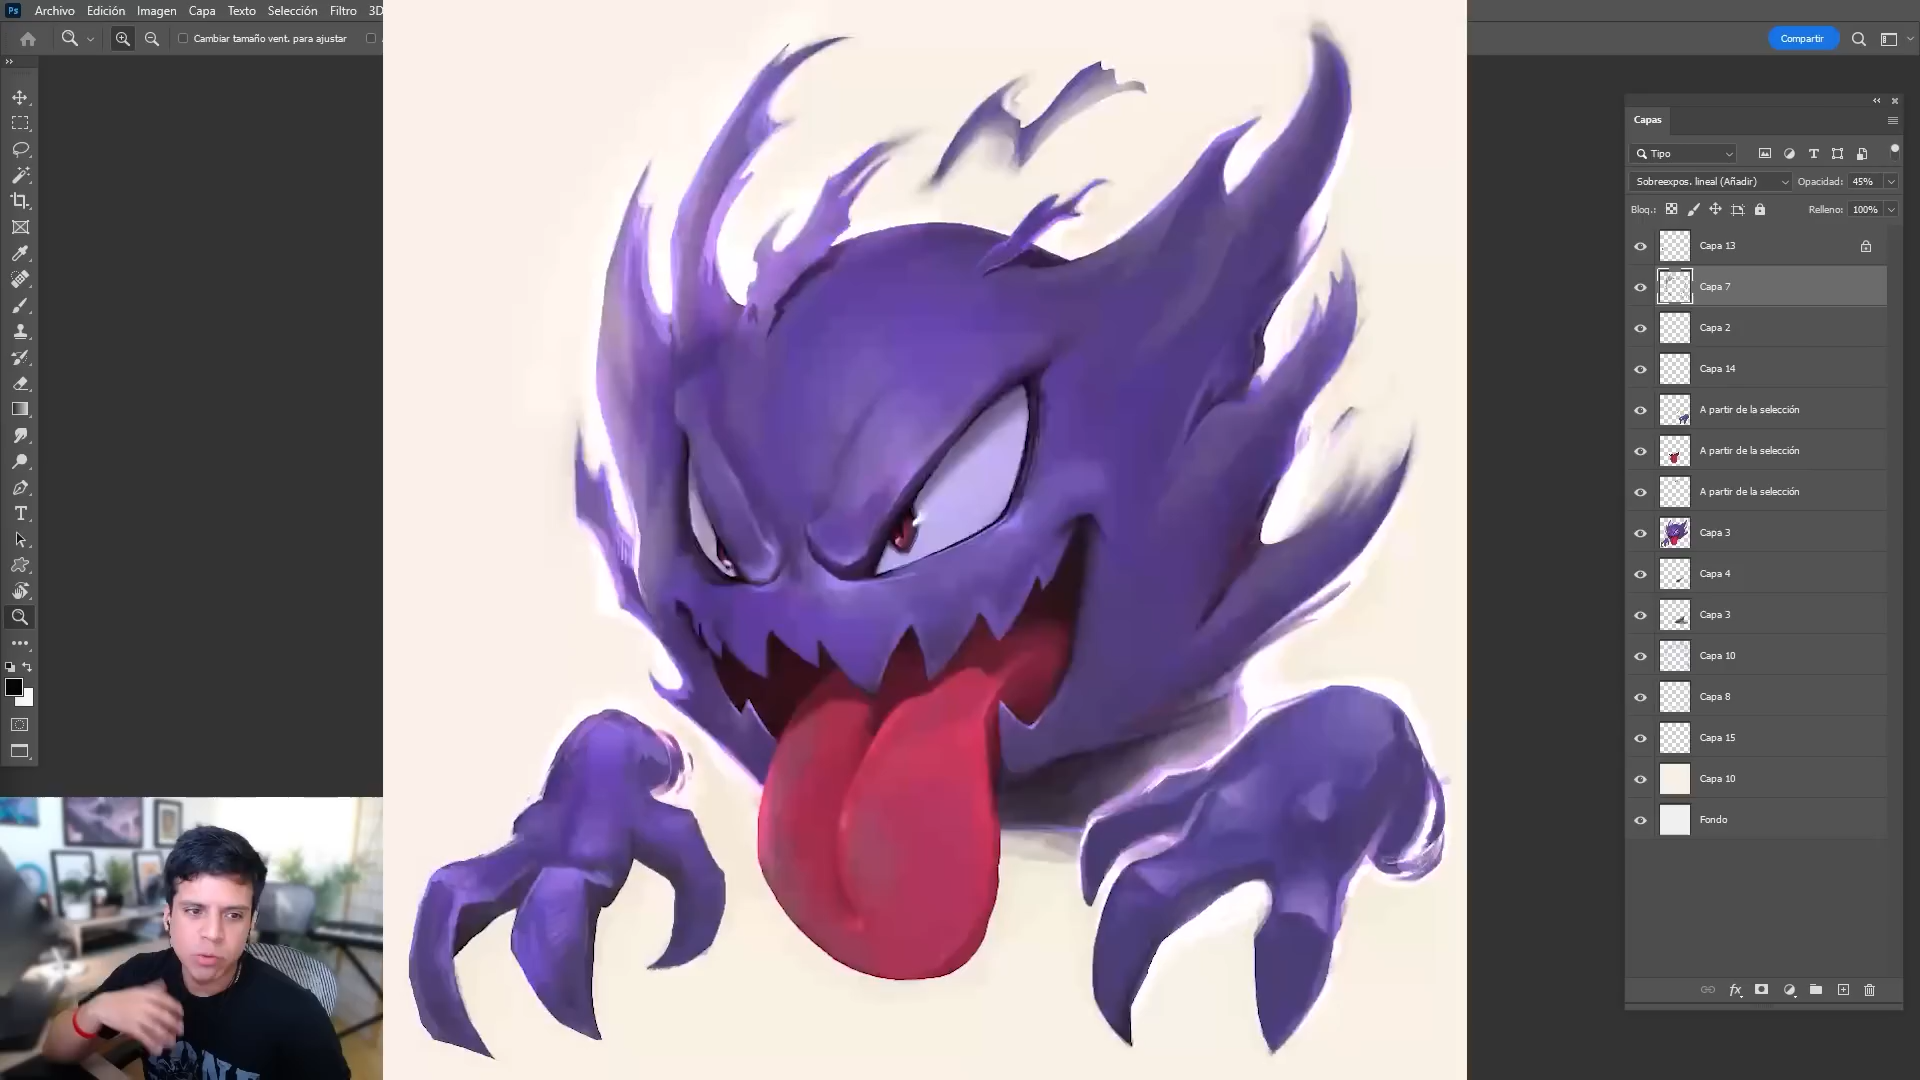 Ps Archivo Edición Imagen Capa Texto Selección Filtro 3D
Cambiar tamaño vent. para ajustar
Compartir
Capas
Tipo
Sobreexpos. lineal (Añadir) Opacidad: 45%
Bloq.: Relleno: 100%
Capa 13
Capa 7
Capa 2
Capa 14
A partir de la selección
A partir de la selección
A partir de la selección
Capa 3
Capa 4
Capa 3
Capa 10
Capa 8
Capa 15
Capa 10
Fondo
fx